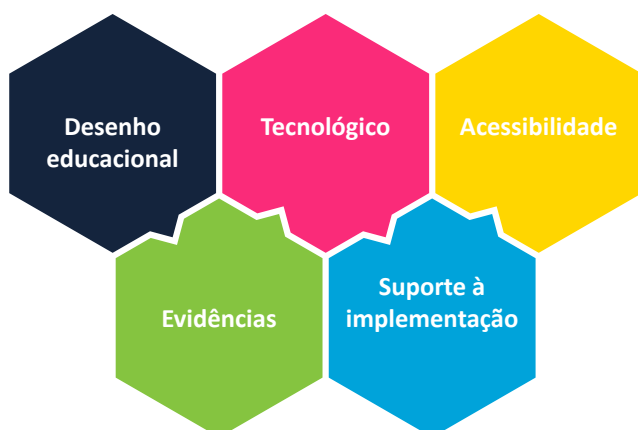 Desenho
educacional
Tecnológico
Acessibilidade
Evidências
Suporte à
implementação